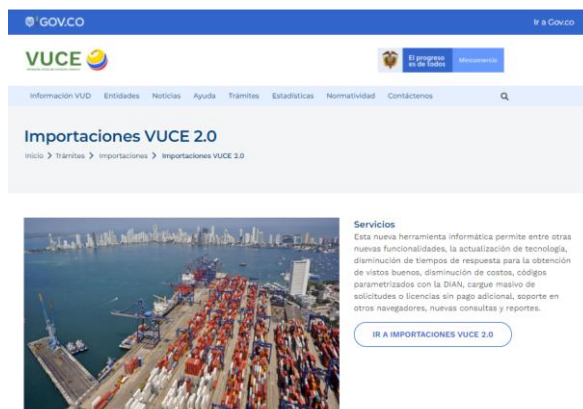 GOV.CO
Ir a Gov.co
VUCE
El progreso
es de todos
Mincomercio
Información VUD Entidades Noticias Ayuda Trámites Estadísticas Normatividad Contáctenos
Importaciones VUCE 2.0
Inicio > Trámites > Importaciones > Importaciones VUCE 2.0
Servicios
Esta nueva herramienta informática permite entre otras
nuevas funcionalidades, la actualización de tecnología,
disminución de tiempos de respuesta para la obtención
de vistos buenos, disminución de costos, códigos
parametrizados con la DIAN, cargue masivo de
solicitudes o licencias sin pago adicional, soporte en
otros navegadores, nuevas consultas y reportes.
IR A IMPORTACIONES VUCE 2.0